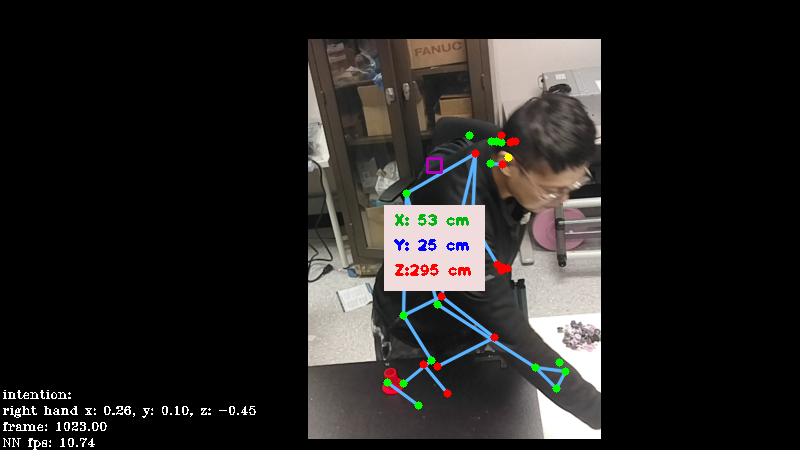 FANUC
X: 53 cm
Y: 25 cm
Z:295 cm
intention:
right hand x: 0.26, y: 0.10, z: -0.45
frame: 1023.00
NN fps: 10.74